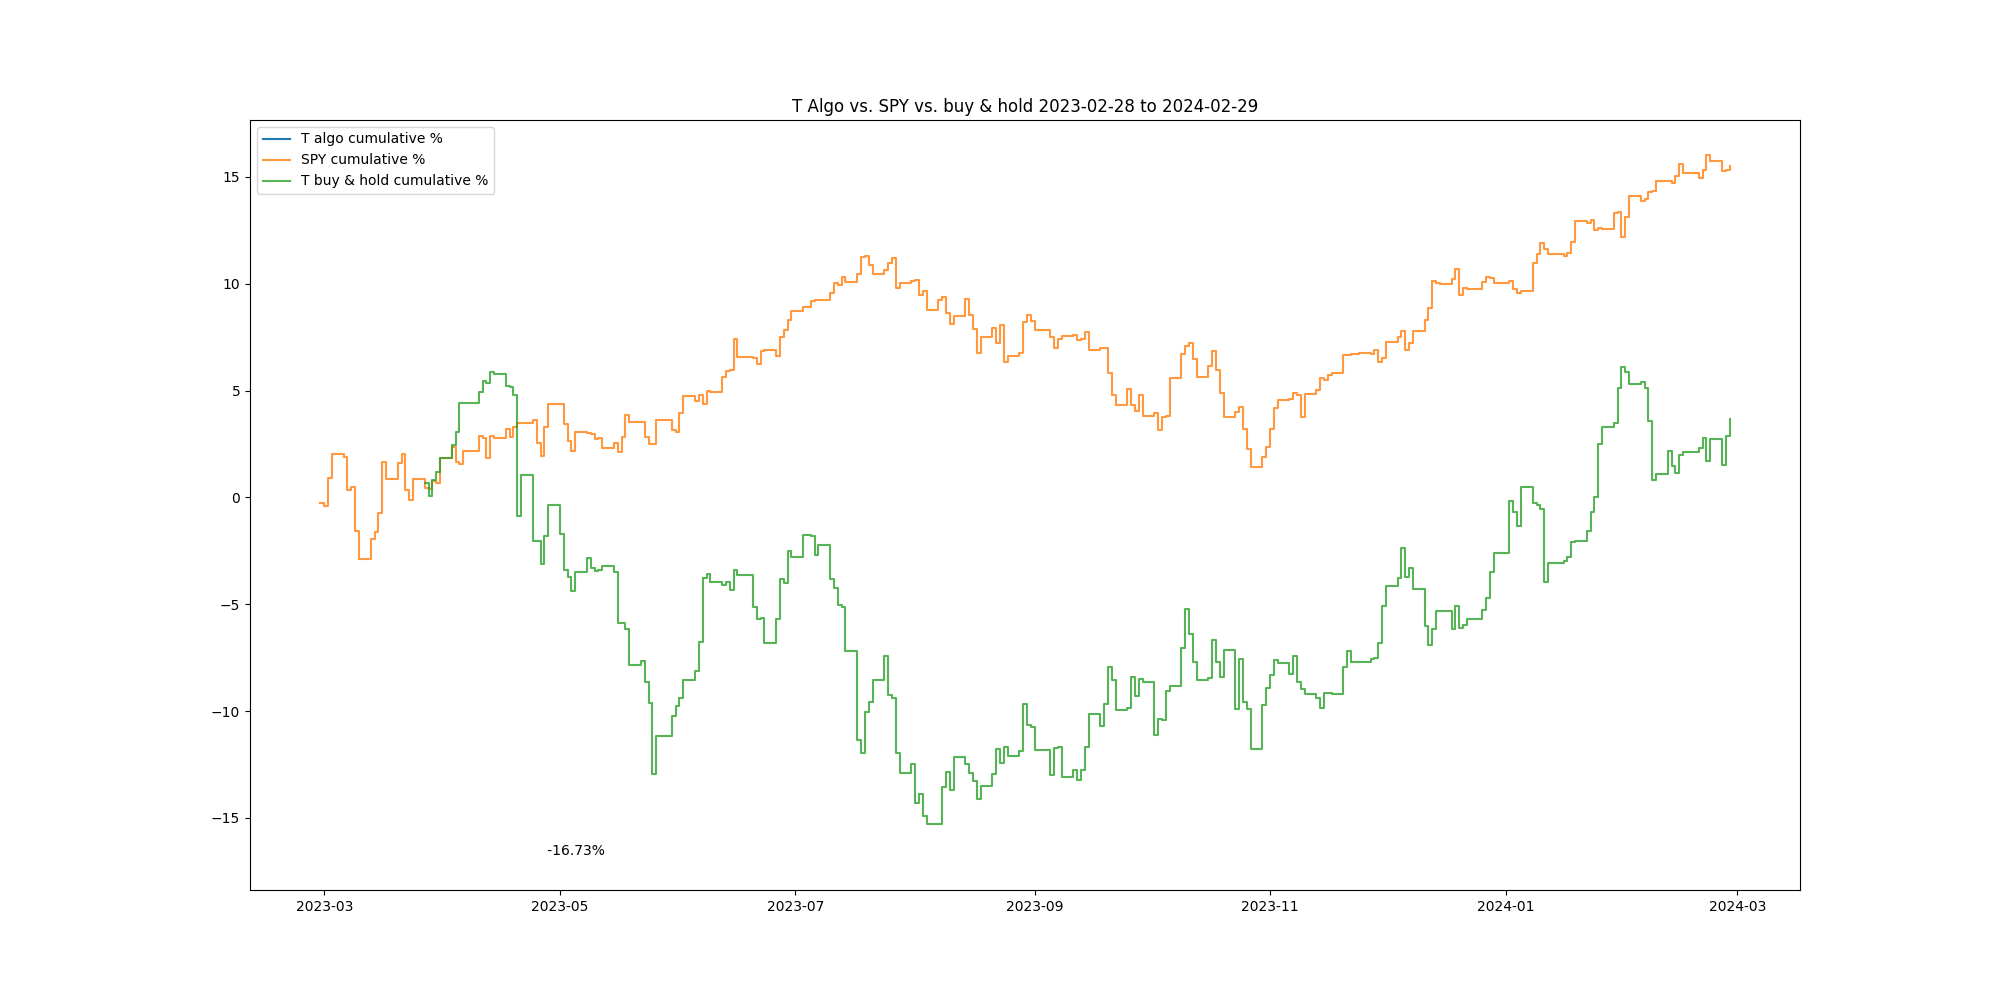 T Algo vs. SPY vs. buy & hold 2023-02-28 to 2024-02-29
T algo cumulative %
SPY cumulative %
T buy & hold cumulative %
15
10
5
0
−5
−10
−15
-16.73%
2023-03 2023-05 2023-07 2023-09 2023-11 2024-01 2024-03